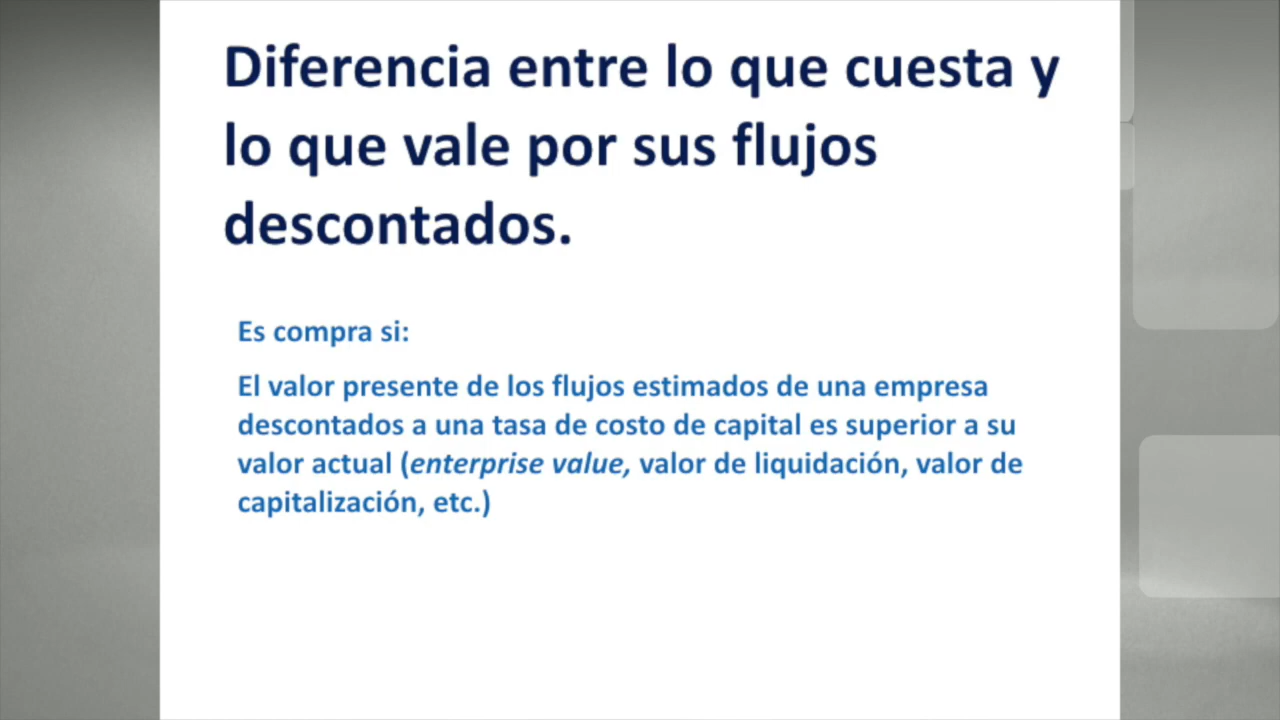 Diferencia entre lo que cuesta y
lo que vale por sus flujos
descontados.
Es compra si:
El valor presente de los flujos estimados de una empresa
descontados a una tasa de costo de capital es superior a su
valor actual (enterprise value, valor de liquidación, valor de
capitalización, etc.)